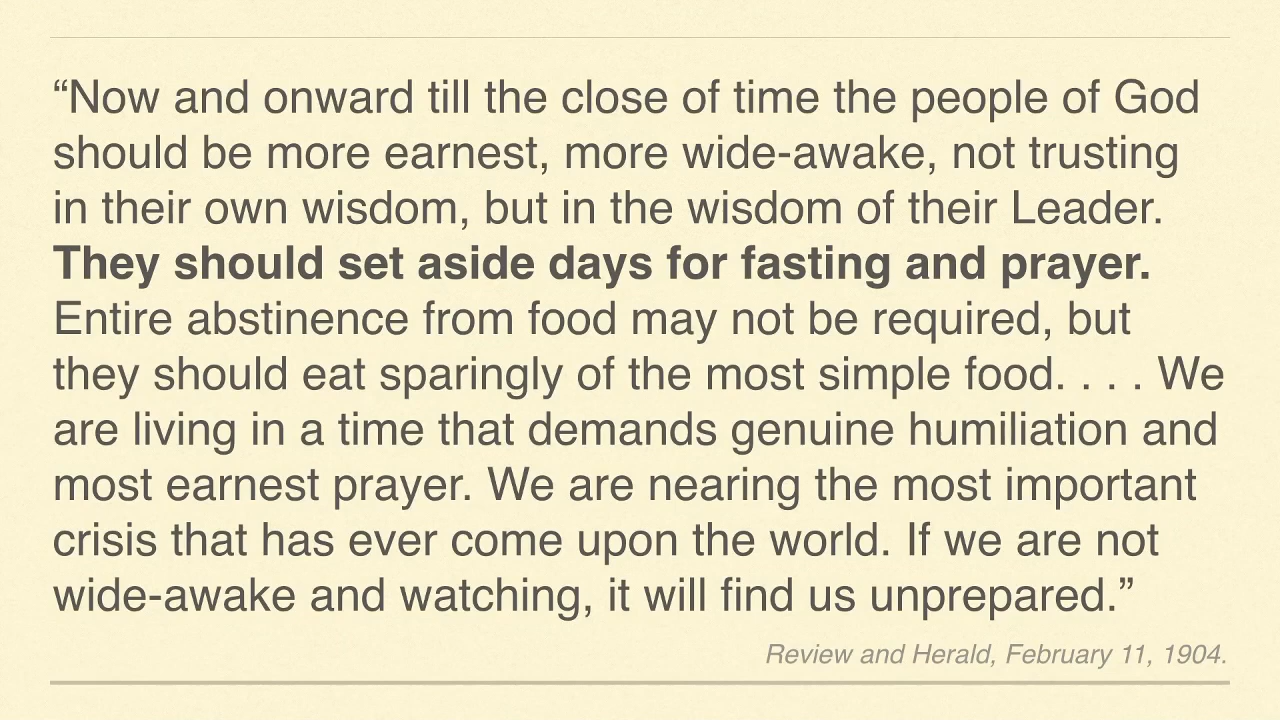 “Now and onward till the close of time the people of God
should be more earnest, more wide-awake, not trusting
in their own wisdom, but in the wisdom of their Leader.
They should set aside days for fasting and prayer.
Entire abstinence from food may not be required, but
they should eat sparingly of the most simple food. . . . We
are living in a time that demands genuine humiliation and
most earnest prayer. We are nearing the most important
crisis that has ever come upon the world. If we are not
wide-awake and watching, it will find us unprepared.”
Review and Herald, February 11, 1904.